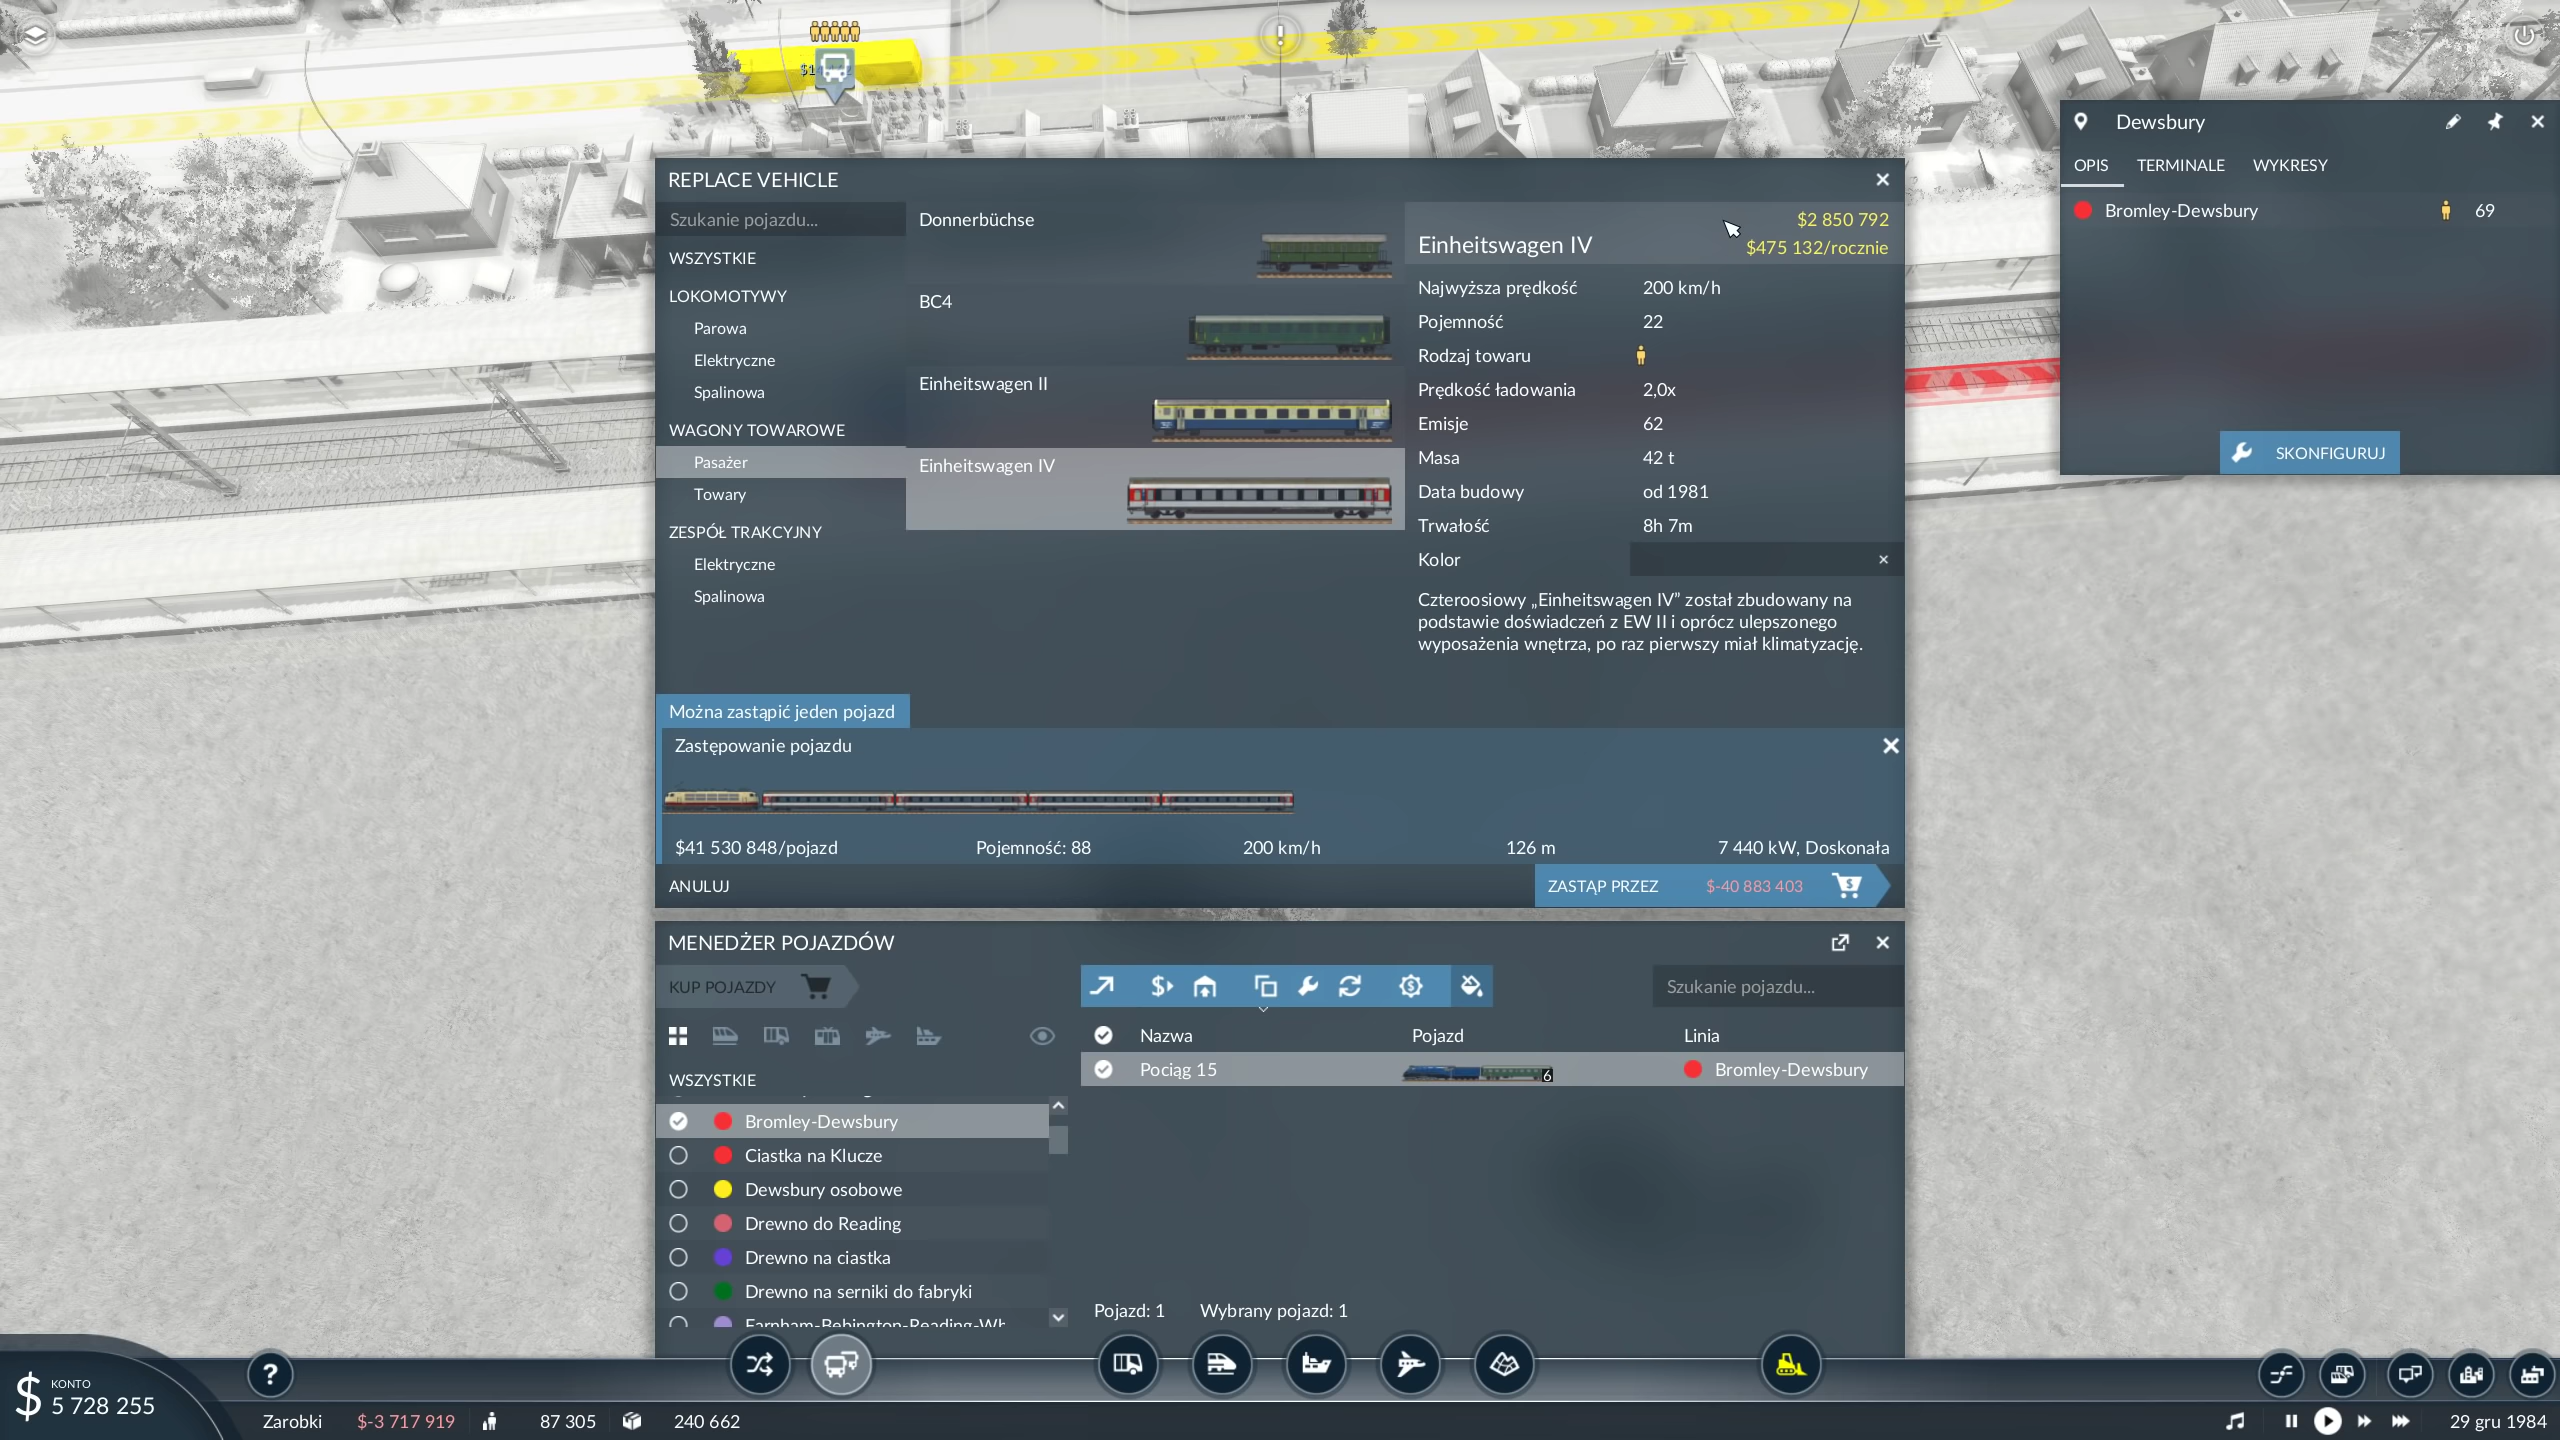 REPLACE VEHICLE
Szukanie pojazdu...
WSZYSTKIE
LOKOMOTYWY
Parowa
Elektryczne
Spalinowa
WAGONY TOWAROWE
Pasażer
Towary
ZESPÓŁ TRAKCYJNY
Elektryczne
Spalinowa
Donnerbüchse
BC4
Einheitswagen II
Einheitswagen IV
$2 850 792
Einheitswagen IV
$475 132/rocznie
Najwyższa prędkość 200 km/h
Pojemność 22
Rodzaj towaru
Prędkość ładowania 2,0x
Emisje 62
Masa 42 t
Data budowy od 1981
Trwałość 8h 7m
Kolor
Czteroosiowy „Einheitswagen IV” został zbudowany na
podstawie doświadczeń z EW II i oprócz ulepszonego
wyposażenia wnętrza, po raz pierwszy miał klimatyzację.
Można zastąpić jeden pojazd
Zastępowanie pojazdu
$41 530 848/pojazd Pojemność: 88 200 km/h 126 m 7 440 kW, Doskonała
ANULUJ
ZASTĄP PRZEZ $-40 883 403
Dewsbury
OPIS TERMINALE WYKRESY
Bromley-Dewsbury 69
SKONFIGURUJ
MENEDŻER POJAZDÓW
KUP POJAZDY
Szukanie pojazdu...
WSZYSTKIE
Bromley-Dewsbury
Ciastka na Klucze
Dewsbury osobowe
Drewno do Reading
Drewno na ciastka
Drewno na serniki do fabryki
Farnham-Bebington-Reading-Wh
Nazwa Pojazd Linia
Pociąg 15 6 Bromley-Dewsbury
Pojazd: 1 Wybrany pojazd: 1
KONTO
$ 5 728 255
?
Zarobki $-3 717 919 87 305 240 662
29 gru 1984